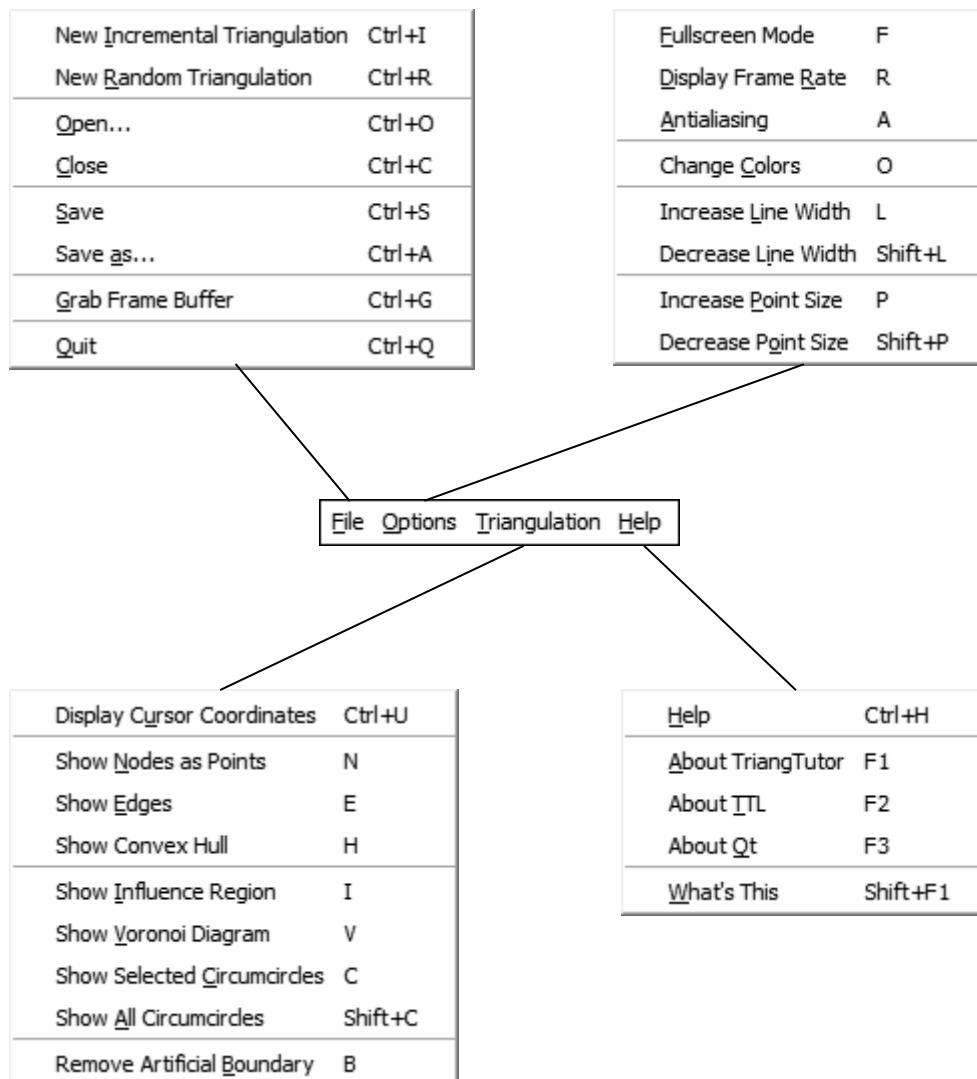 New Incremental Triangulation Ctrl+I
New Random Triangulation Ctrl+R
Open... Ctrl+O
Close Ctrl+C
Save Ctrl+S
Save as... Ctrl+A
Grab Frame Buffer Ctrl+G
Quit Ctrl+Q
Fullscreen Mode F
Display Frame Rate R
Antialiasing A
Change Colors O
Increase Line Width L
Decrease Line Width Shift+L
Increase Point Size P
Decrease Point Size Shift+P
File Options Triangulation Help
Display Cursor Coordinates Ctrl+U
Show Nodes as Points N
Show Edges E
Show Convex Hull H
Show Influence Region I
Show Voronoi Diagram V
Show Selected Circumcircles C
Show All Circumcircles Shift+C
Remove Artificial Boundary B
Help Ctrl+H
About TriangTutor F1
About TTL F2
About Qt F3
What's This Shift+F1